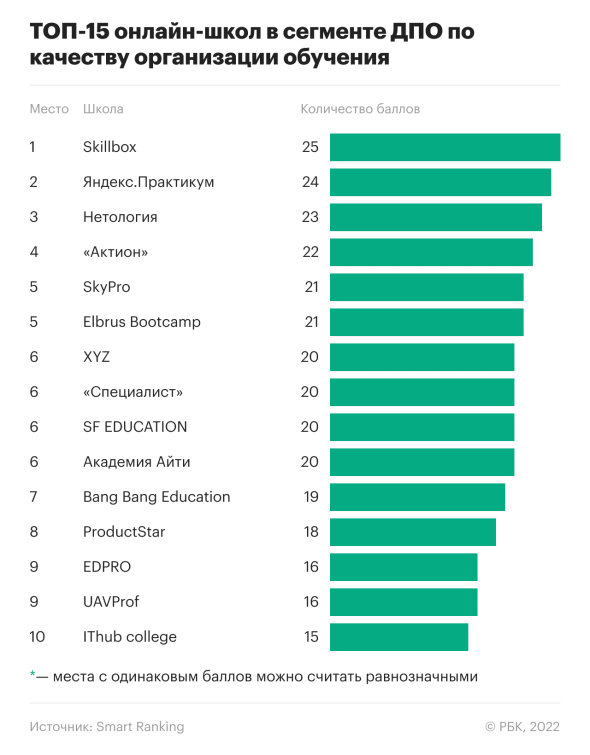 ТОП-15 онлайн-школ в сегменте ДПО по
качеству организации обучения
Место Школа Количество баллов
1 Skillbox 25
2 Яндекс.Практикум 24
3 Нетология 23
4 «Актион» 22
5 SkyPro 21
5 Elbrus Bootcamp 21
6 XYZ 20
6 «Специалист» 20
6 SF EDUCATION 20
6 Академия Айти 20
7 Bang Bang Education 19
8 ProductStar 18
9 EDPRO 16
9 UAVProf 16
10 IThub college 15
*— места с одинаковым баллов можно считать равнозначными
Источник: Smart Ranking © РБК, 2022